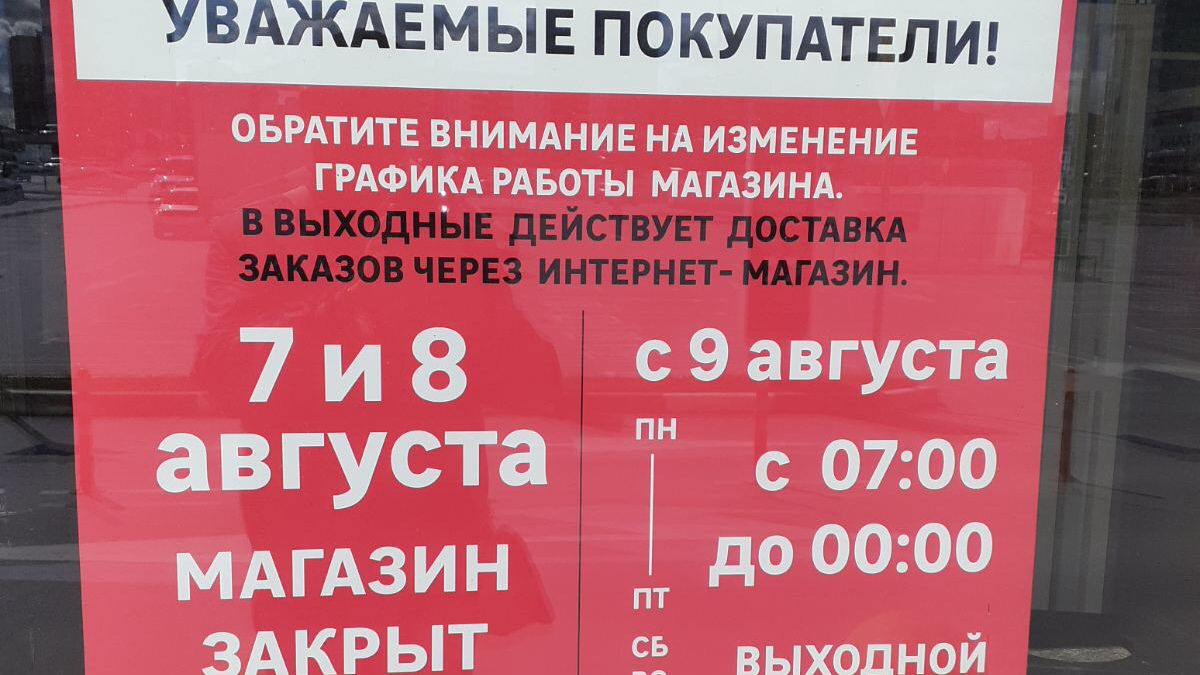 УВАЖАЕМЫЕ ПОКУПАТЕЛИ!
ОБРАТИТЕ ВНИМАНИЕ НА ИЗМЕНЕНИЕ
ГРАФИКА РАБОТЫ МАГАЗИНА.
В ВЫХОДНЫЕ ДЕЙСТВУЕТ ДОСТАВКА
ЗАКАЗОВ ЧЕРЕЗ ИНТЕРНЕТ- МАГАЗИН.
7 и 8
августа
МАГАЗИН
ЗАКРЫТ
с 9 августа
ПН
с 07:00
до 00:00
ПТ
СБ
ВЫХОДНОЙ